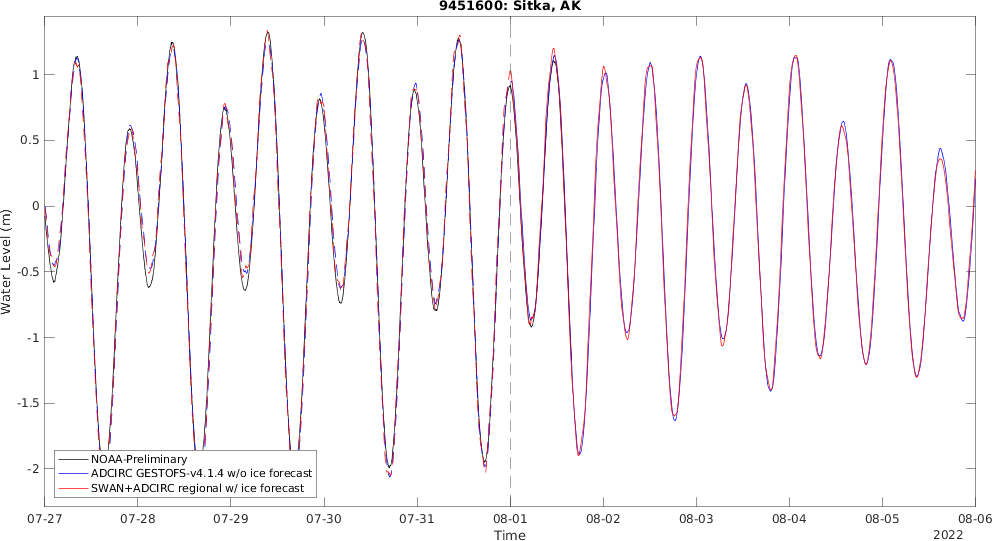 9451600: Sitka, AK
Water Level (m)
1
0.5
0
-0.5
-1
-1.5
-2
NOAA-Preliminary
ADCIRC GESTOFS-v4.1.4 w/o ice forecast
SWAN+ADCIRC regional w/ ice forecast
07-27 07-28 07-29 07-30 07-31 08-01 08-02 08-03 08-04 08-05 08-06
Time
2022